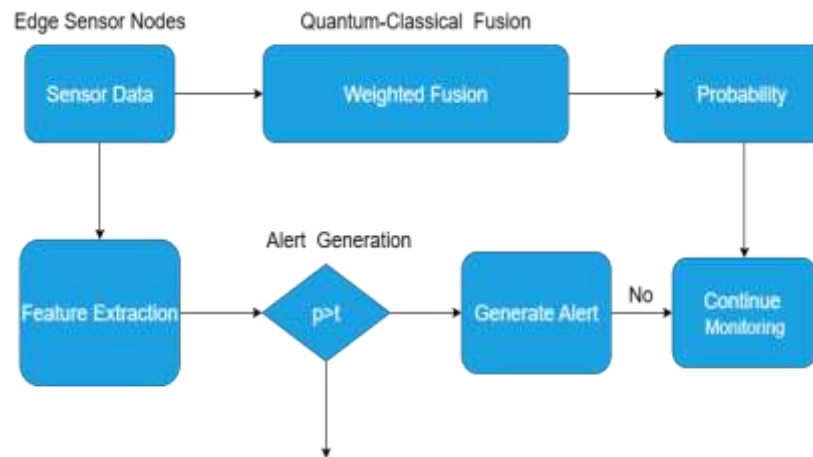 Edge Sensor Nodes
Quantum-Classical Fusion
Sensor Data
Weighted Fusion
Probability
Alert Generation
Feature Extraction
p>t
Generate Alert
No
Continue
Monitoring